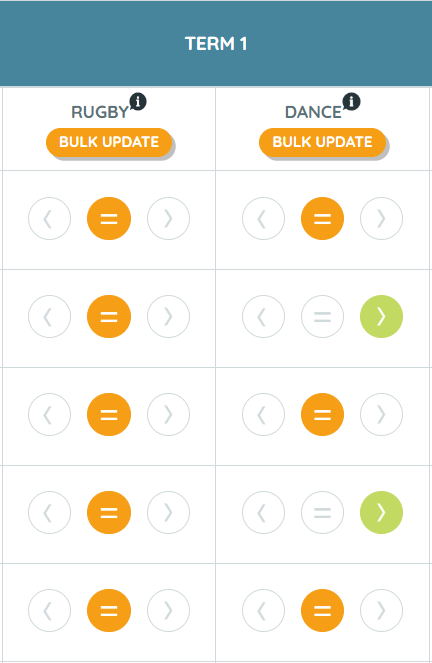 TERM 1
RUGBY i
DANCE i
BULK UPDATE
BULK UPDATE
< = >
< = >
< = >
< = >
< = >
< = >
< = >
< = >
< = >
< = >